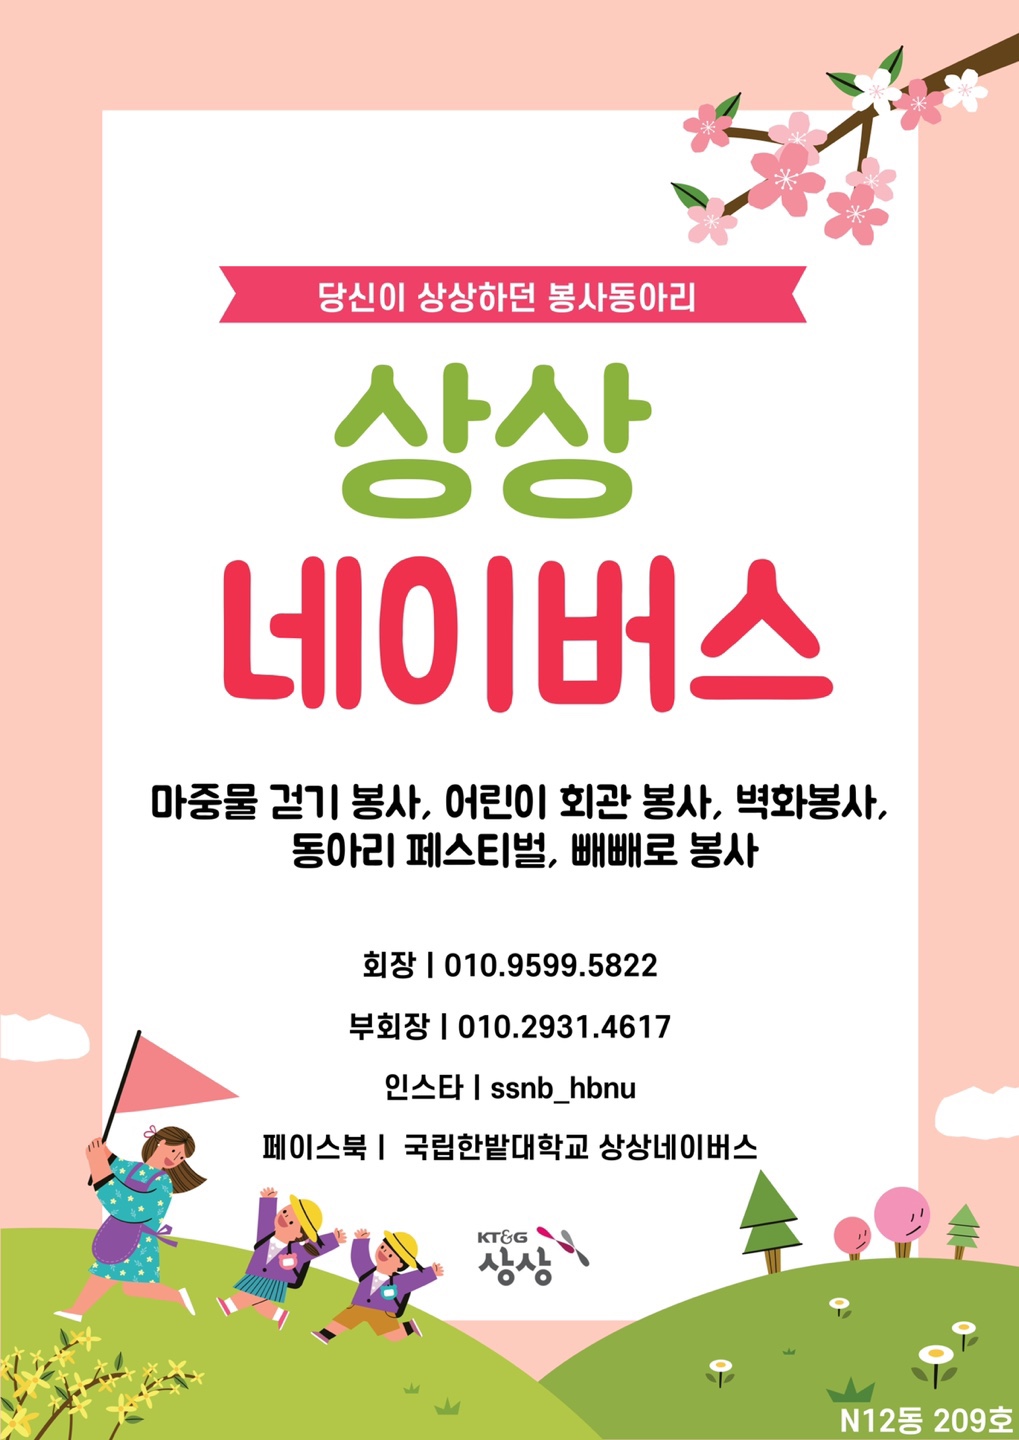 당신이 상상하던 봉사동아리
상상
네이버스
마중물 걷기 봉사, 어린이 회관 봉사, 벽화봉사,
동아리 페스티벌, 빼빼로 봉사
회장 | 010.9599.5822
부회장 | 010.2931.4617
인스타 | ssnb_hbnu
페이스북 | 국립한밭대학교 상상네이버스
KT&G
상상
N12동 209호